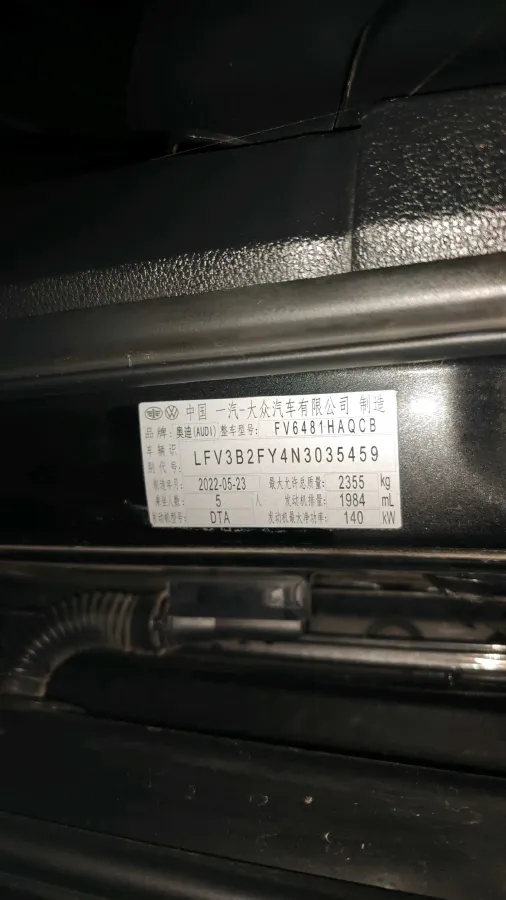 中国 一汽-大众汽车有限公司 制造
品牌：奥迪(AUDI) 整车型号： FV6481HAQCB
车辆识别代号： LFV3B2FY4N3035459
制造年月： 2022-05-23 最大允许总质量： 2355 kg
乘坐人数： 5 人 发动机排量： 1984 mL
发动机型号： DTA 发动机最大净功率： 140 kW